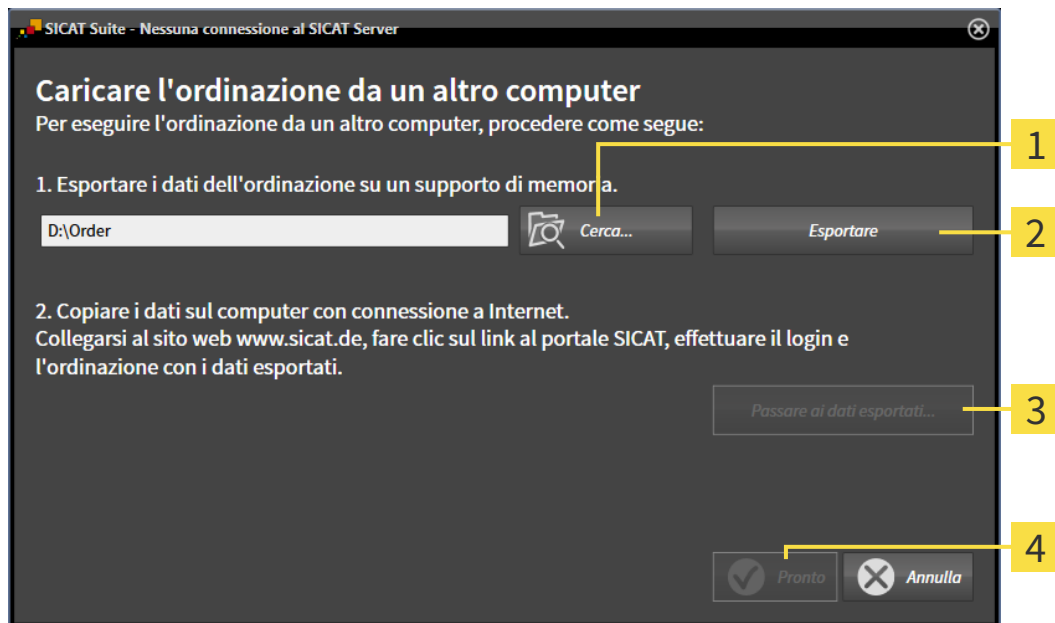 SICAT Suite - Nessuna connessione al SICAT Server
Caricare l'ordinazione da un altro computer
Per eseguire l'ordinazione da un altro computer, procedere come segue:
1
1. Esportare i dati dell'ordinazione su un supporto di memoria.
D:\Order
Cerca...
Esportare
2
2. Copiare i dati sul computer con connessione a Internet.
Collegarsi al sito web www.sicat.de, fare clic sul link al portale SICAT, effettuare il login e
l'ordinazione con i dati esportati.
Passare ai dati esportati...
3
4
Pronto
Annulla